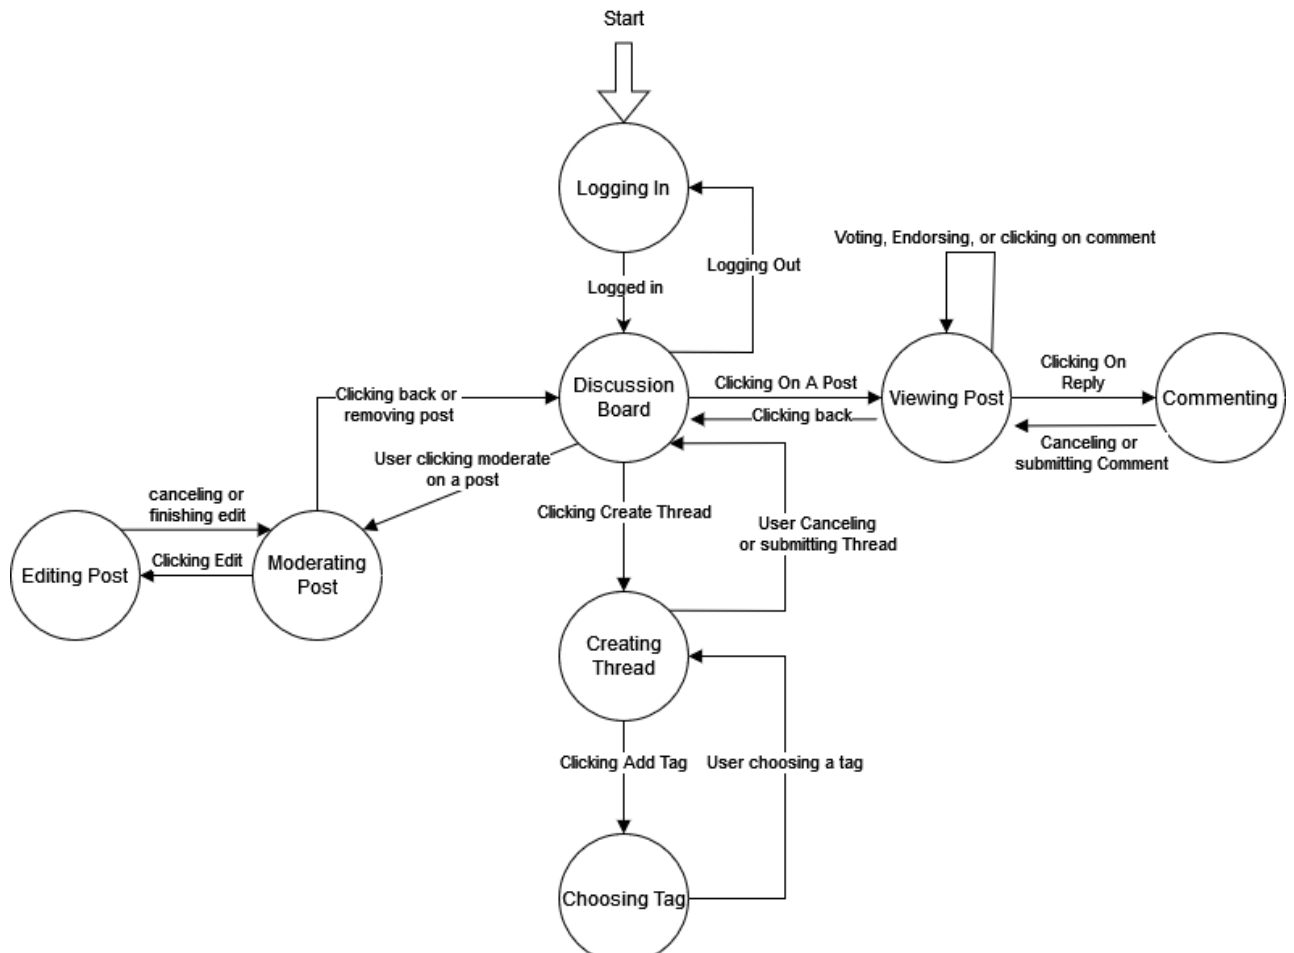 Start
Logging In
Voting, Endorsing, or clicking on comment
Logging Out
Logged in
Clicking On
Reply
Discussion
Board
Clicking On A Post
Viewing Post
Commenting
Clicking back or
removing post
Clicking back
Canceling or
submitting Comment
User clicking moderate
on a post
canceling or
finishing edit
Clicking Create Thread
User Canceling
or submitting Thread
Editing Post
Clicking Edit
Moderating
Post
Creating
Thread
Clicking Add Tag
User choosing a tag
Choosing Tag